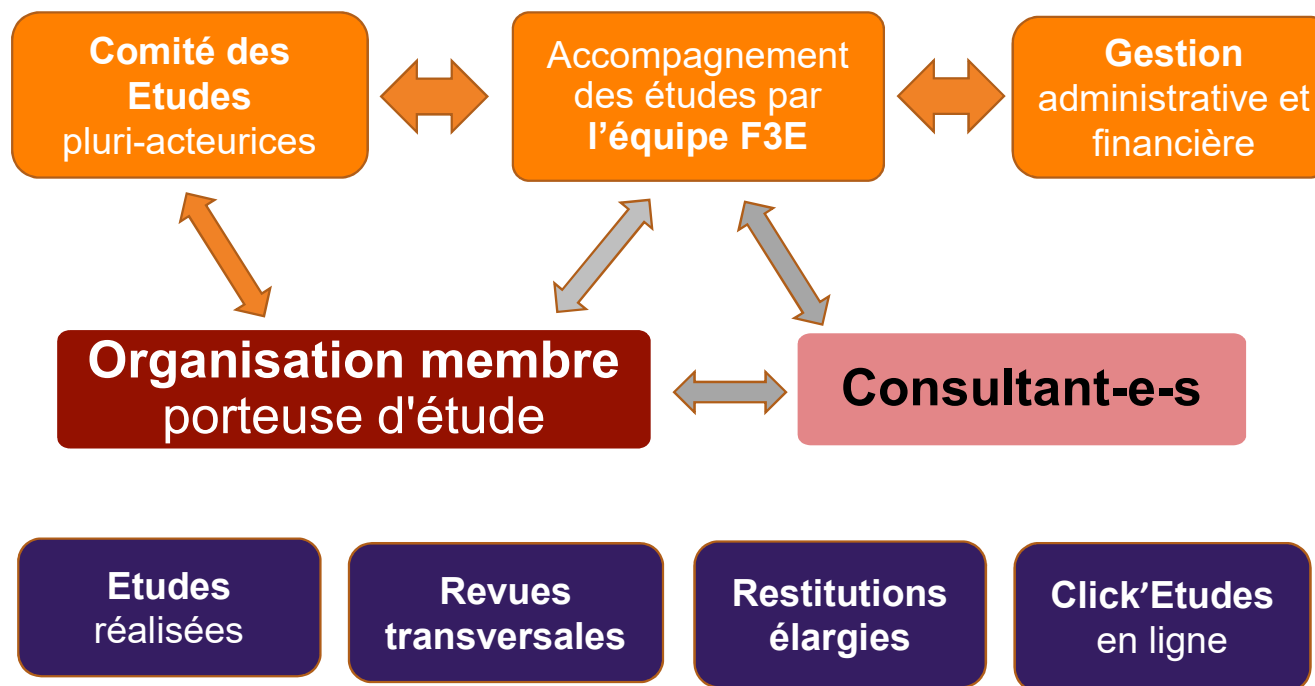 Comité des
Etudes
pluri-acteurices
Accompagnement
des études par
l’équipe F3E
Gestion
administrative et
financière
Organisation membre
porteuse d'étude
Consultant-e-s
Etudes
réalisées
Revues
transversales
Restitutions
élargies
Click’Etudes
en ligne